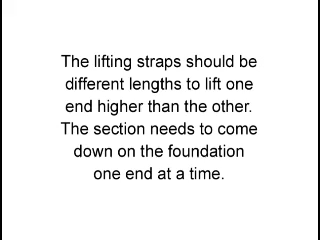 The lifting straps should be
different lengths to lift one
end higher than the other.
The section needs to come
down on the foundation
one end at a time.